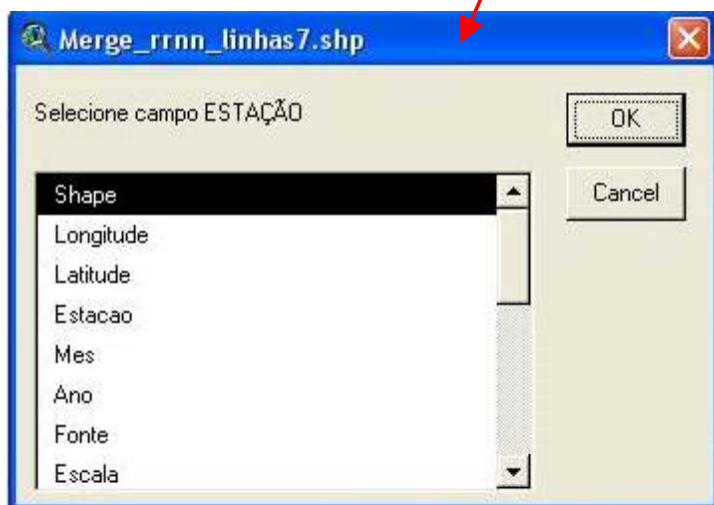 Merge_rrnn_linhas7.shp
Selecione campo ESTAÇÃO
OK
Cancel
Shape
Longitude
Latitude
Estacao
Mes
Ano
Fonte
Escala